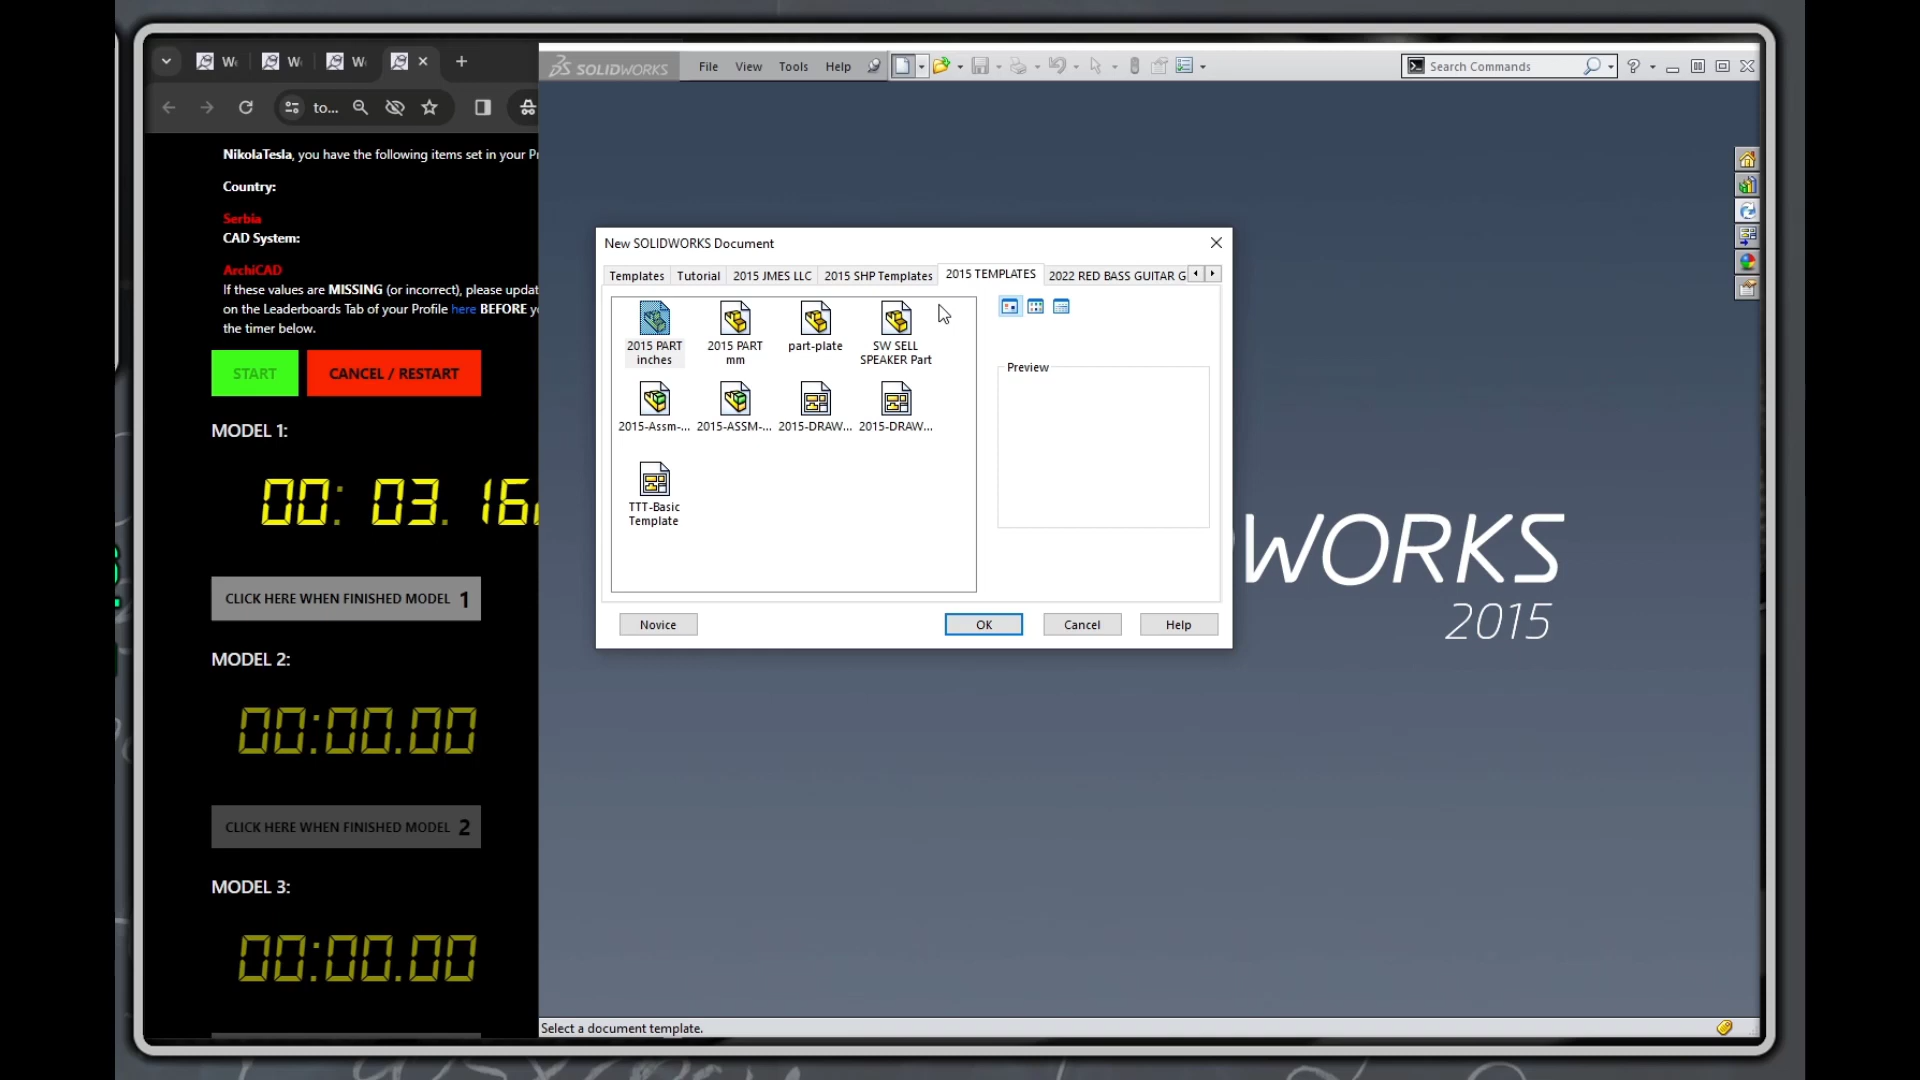 W
W
W
SOLIDWORKS
File
View
Tools
Help
Search Commands
to...
NikolaTesla, you have the following items set in your
Country:
Serbia
CAD System:
ArchiCAD
If these values are MISSING (or incorrect), please
on the Leaderboards Tab of your Profile here BEFORE
the timer below.
START
CANCEL / RESTART
MODEL 1:
00: 03. 16
CLICK HERE WHEN FINISHED MODEL 1
MODEL 2:
00:00.00
CLICK HERE WHEN FINISHED MODEL 2
MODEL 3:
00:00.00
New SOLIDWORKS Document
Templates
Tutorial
2015 JMES LLC
2015 SHP Templates
2015 TEMPLATES
2022 RED BASS GUITAR G
2015 PART
inches
2015 PART
mm
part-plate
SW SELL
SPEAKER Part
2015-Assm-...
2015-ASSM-...
2015-DRAW...
2015-DRAW...
TTT-Basic
Template
Preview
Novice
OK
Cancel
Help
WORKS
2015
Select a document template.